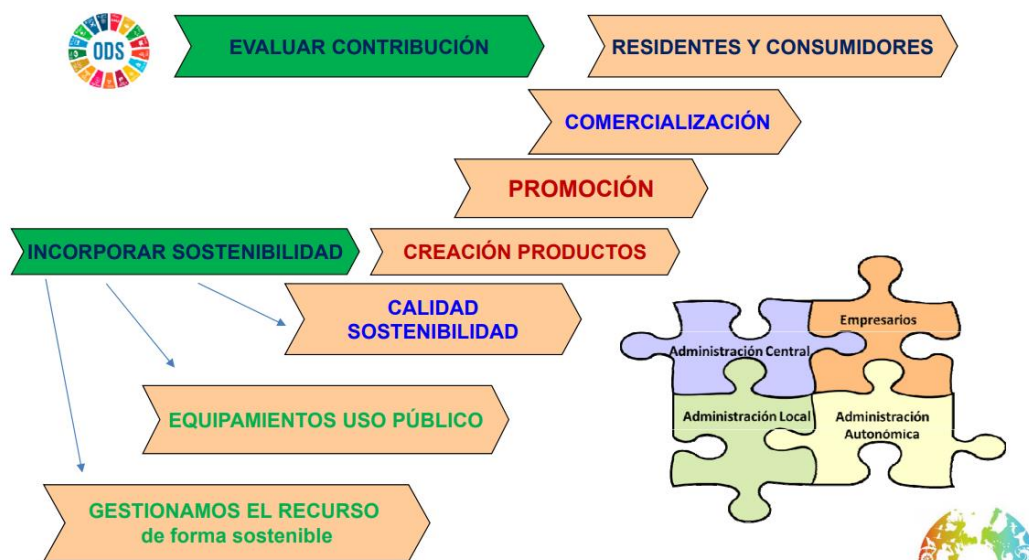 ODS
EVALUAR CONTRIBUCIÓN
RESIDENTES Y CONSUMIDORES
COMERCIALIZACIÓN
PROMOCIÓN
INCORPORAR SOSTENIBILIDAD
CREACIÓN PRODUCTOS
CALIDAD
SOSTENIBILIDAD
EQUIPAMIENTOS USO PÚBLICO
GESTIONAMOS EL RECURSO
de forma sostenible
Empresarios
Administración Central
Administración Local
Administración
Autonómica